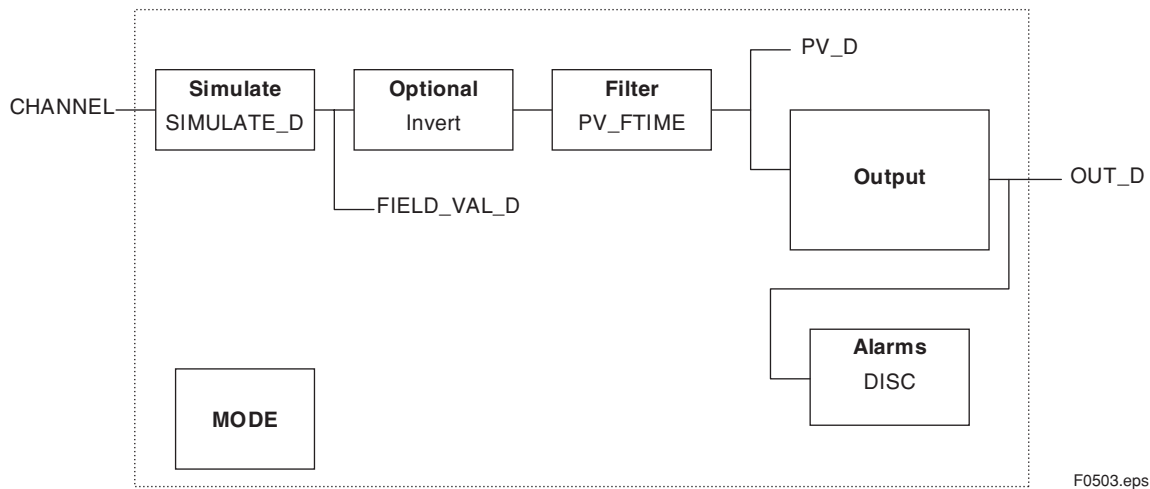 PV_D
Simulate
SIMULATE_D
Optional
Invert
Filter
PV_FTIME
CHANNEL
Output
OUT_D
FIELD_VAL_D
Alarms
DISC
MODE
F0503.eps